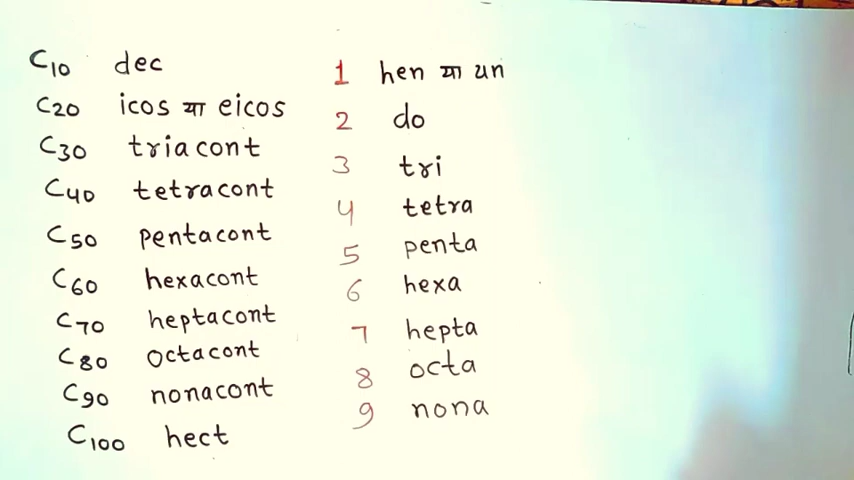 C10 dec
C20 icos या eicos
C30 triacont
C40 tetracont
C50 pentacont
C60 hexacont
C70 heptacont
C80 octacont
C90 nonacont
C100 hect
1 hen या un
2 do
3 tri
4 tetra
5 penta
6 hexa
7 hepta
8 octa
9 nona